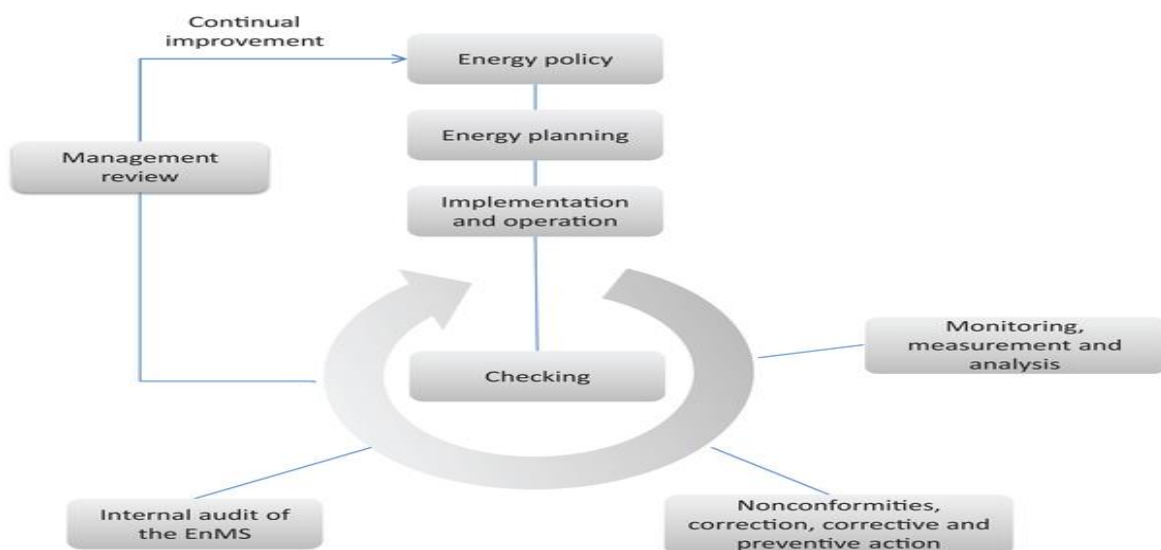 Continual
improvement
Energy policy
Energy planning
Management
review
Implementation
and operation
Monitoring,
measurement and
analysis
Checking
Internal audit of
the EnMS
Nonconformities,
correction, corrective and
preventive action